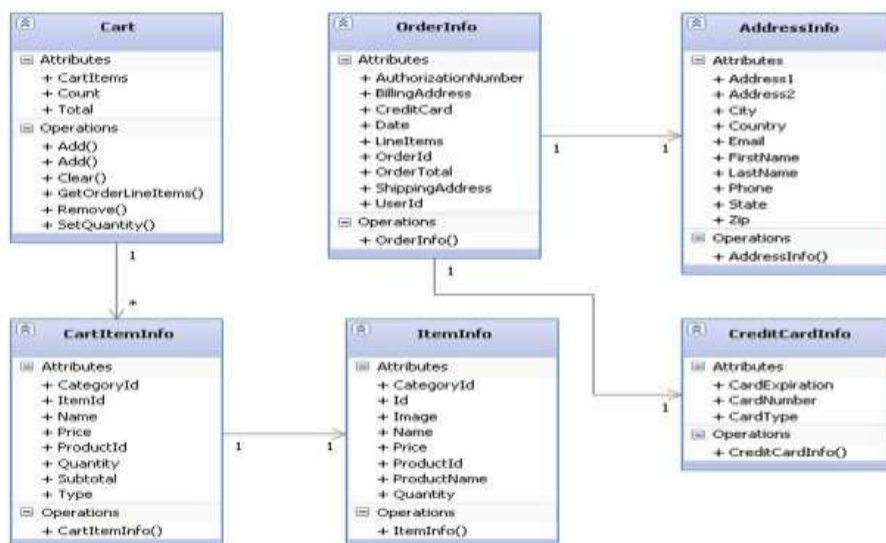 Cart
Attributes
+ CartItems
+ Count
+ Total
Operations
+ Add()
+ Add()
+ Clear()
+ GetOrderLineItems()
+ Remove()
+ SetQuantity()
OrderInfo
Attributes
+ AuthorizationNumber
+ BillingAddress
+ CreditCard
+ Date
+ LineItems
+ OrderId
+ OrderTotal
+ ShippingAddress
+ UserId
Operations
+ OrderInfo()
1
1
AddressInfo
Attributes
+ Address1
+ Address2
+ City
+ Country
+ Email
+ FirstName
+ LastName
+ Phone
+ State
+ Zip
Operations
+ AddressInfo()
1
*
1
CartItemInfo
Attributes
+ CategoryId
+ ItemId
+ Name
+ Price
+ ProductId
+ Quantity
+ Subtotal
+ Type
Operations
+ CartItemInfo()
1
1
ItemInfo
Attributes
+ CategoryId
+ Id
+ Image
+ Name
+ Price
+ ProductId
+ ProductName
+ Quantity
Operations
+ ItemInfo()
1
CreditCardInfo
Attributes
+ CardExpiration
+ CardNumber
+ CardType
Operations
+ CreditCardInfo()